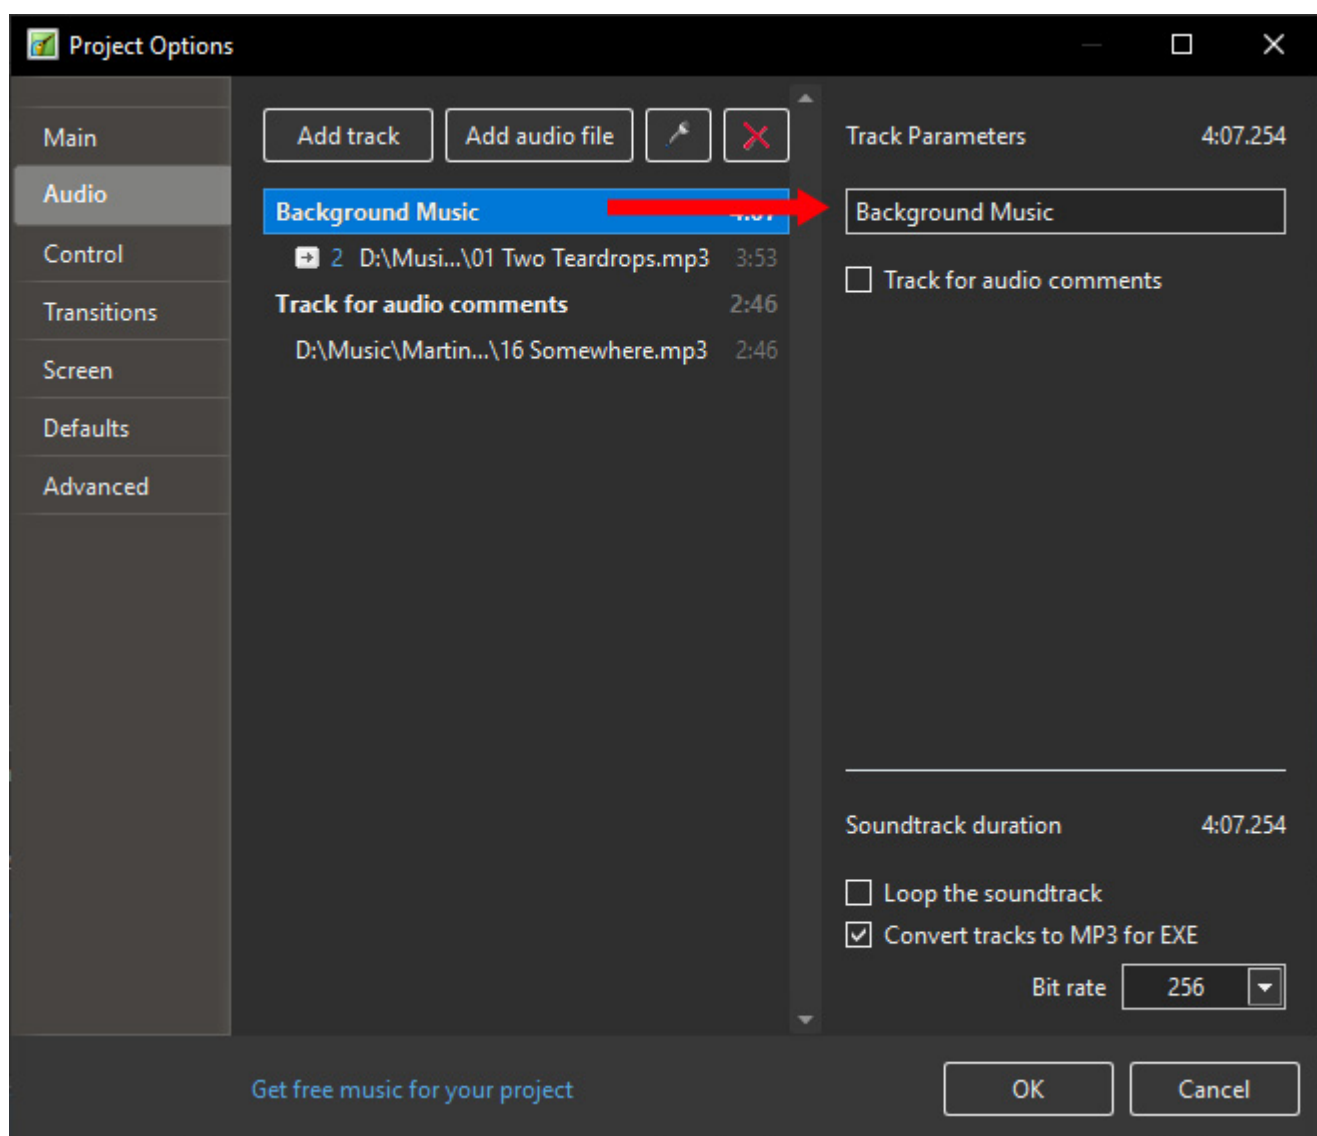 Project Options
Main
Audio
Control
Transitions
Screen
Defaults
Advanced
Add track
Add audio file
Background Music
2 D:\Musi...\01 Two Teardrops.mp3 3:53
Track for audio comments 2:46
D:\Music\Martin...\16 Somewhere.mp3 2:46
Track Parameters 4:07.254
Background Music
Track for audio comments
Soundtrack duration 4:07.254
Loop the soundtrack
Convert tracks to MP3 for EXE
Bit rate 256
Get free music for your project
OK
Cancel